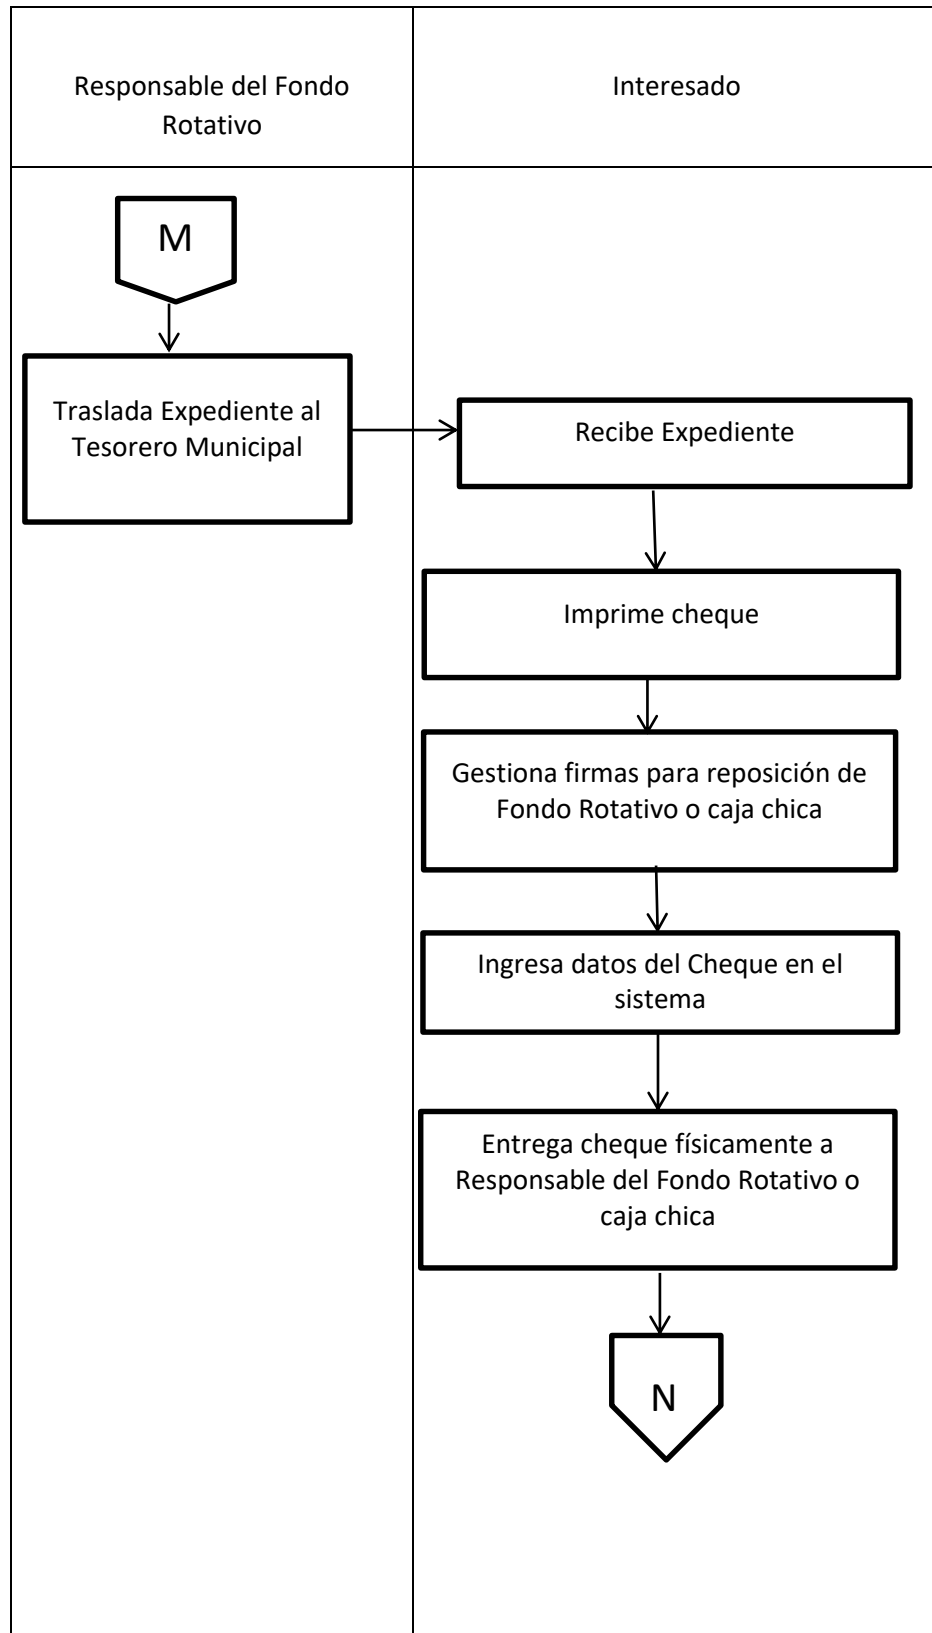 Responsable del Fondo
Rotativo
Interesado
M
Traslada Expediente al
Tesorero Municipal
Recibe Expediente
Imprime cheque
Gestiona firmas para reposición de
Fondo Rotativo o caja chica
Ingresa datos del Cheque en el
sistema
Entrega cheque físicamente a
Responsable del Fondo Rotativo o
caja chica
N